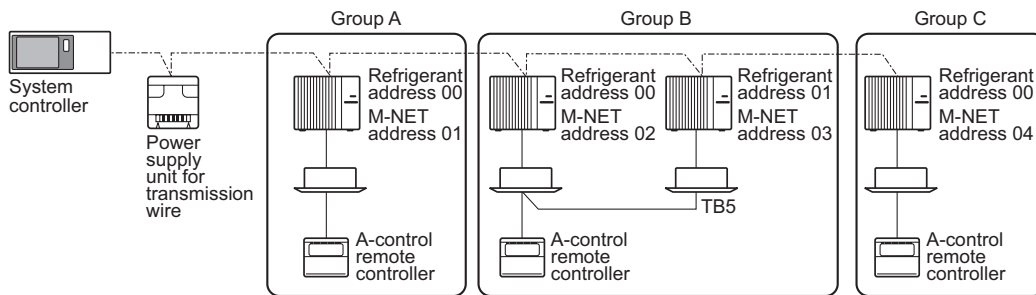 Group A
Group B
Group C
System
controller
Power
supply
unit for
transmission
wire
Refrigerant
address 00
M-NET
address 01
A-control
remote
controller
Refrigerant
address 00
M-NET
address 02
Refrigerant
address 01
M-NET
address 03
TB5
A-control
remote
controller
Refrigerant
address 00
M-NET
address 04
A-control
remote
controller